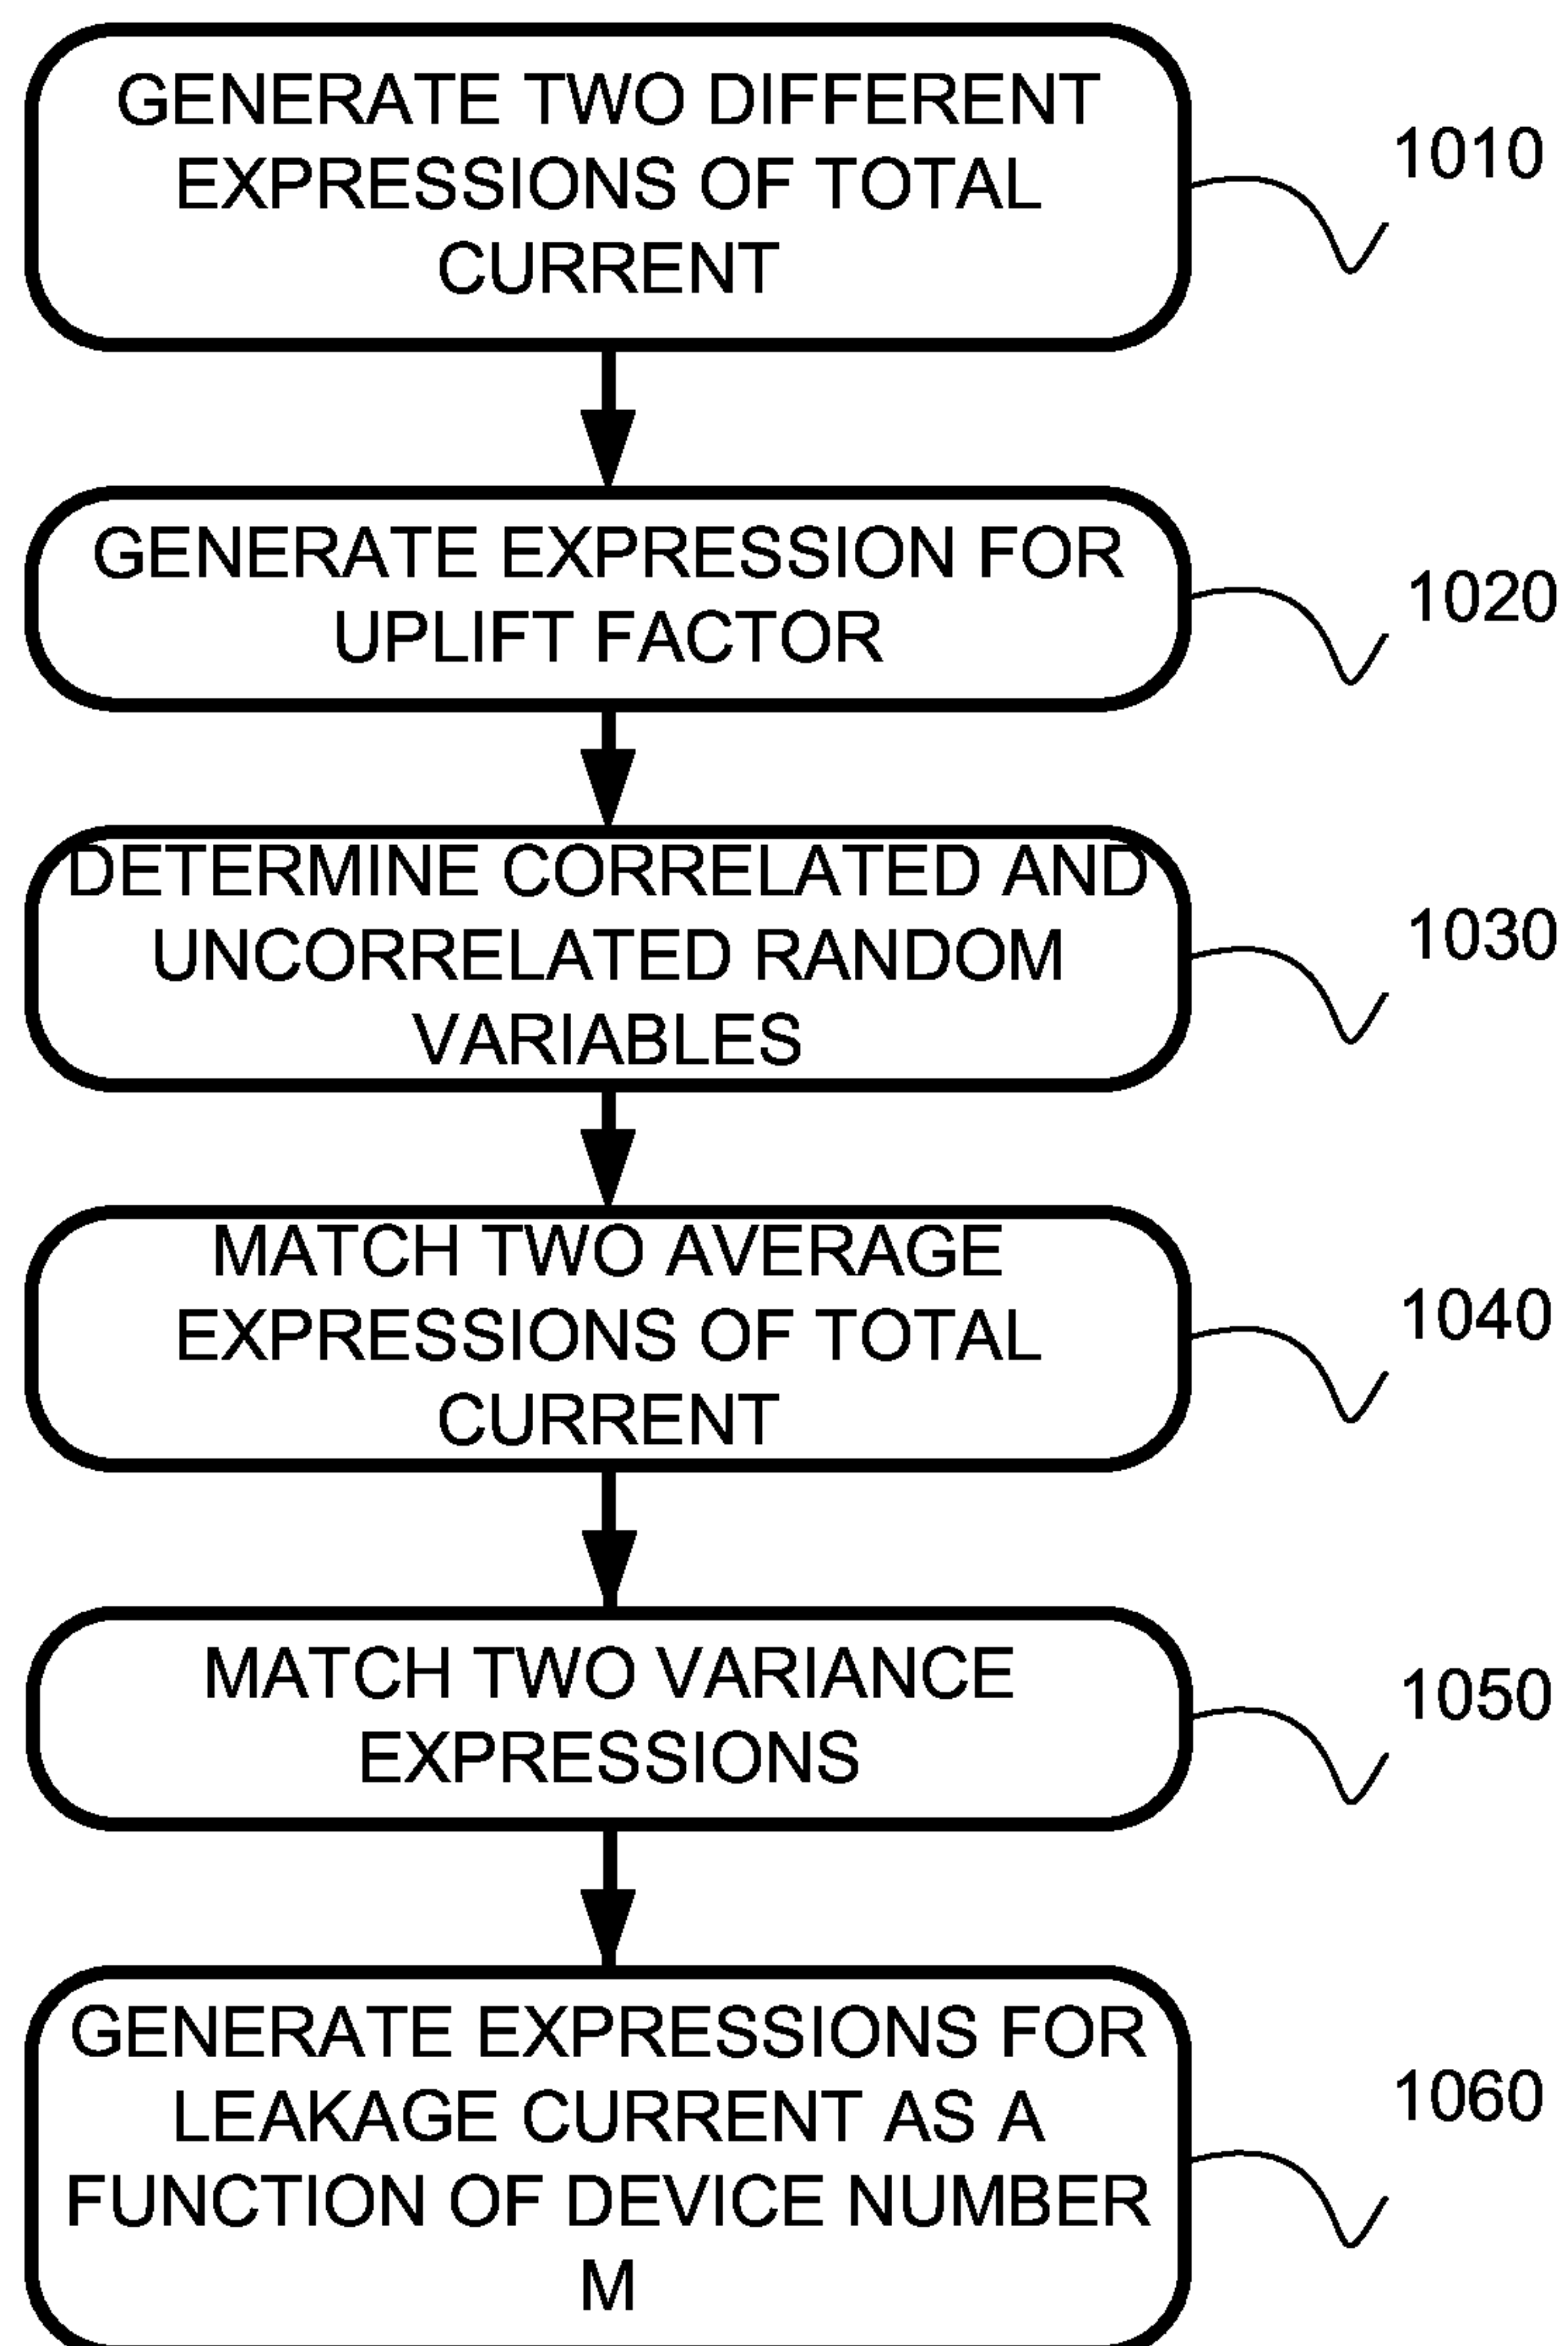 GENERATE TWO DIFFERENT
EXPRESSIONS OF TOTAL
CURRENT
1010
GENERATE EXPRESSION FOR
UPLIFT FACTOR
1020
DETERMINE CORRELATED AND
UNCORRELATED RANDOM
VARIABLES
1030
MATCH TWO AVERAGE
EXPRESSIONS OF TOTAL
CURRENT
1040
MATCH TWO VARIANCE
EXPRESSIONS
1050
GENERATE EXPRESSIONS FOR
LEAKAGE CURRENT AS A
FUNCTION OF DEVICE NUMBER
M
1060